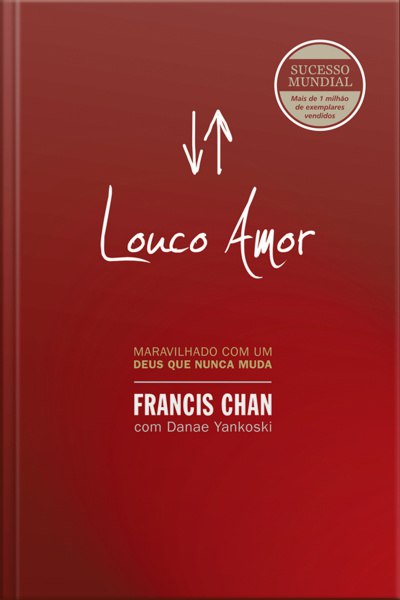 SUCESSO
MUNDIAL
Mais de 1 milhão
de exemplares
vendidos
Louco Amor
MARAVILHADO COM UM
DEUS QUE NUNCA MUDA
FRANCIS CHAN
com Danae Yankoski